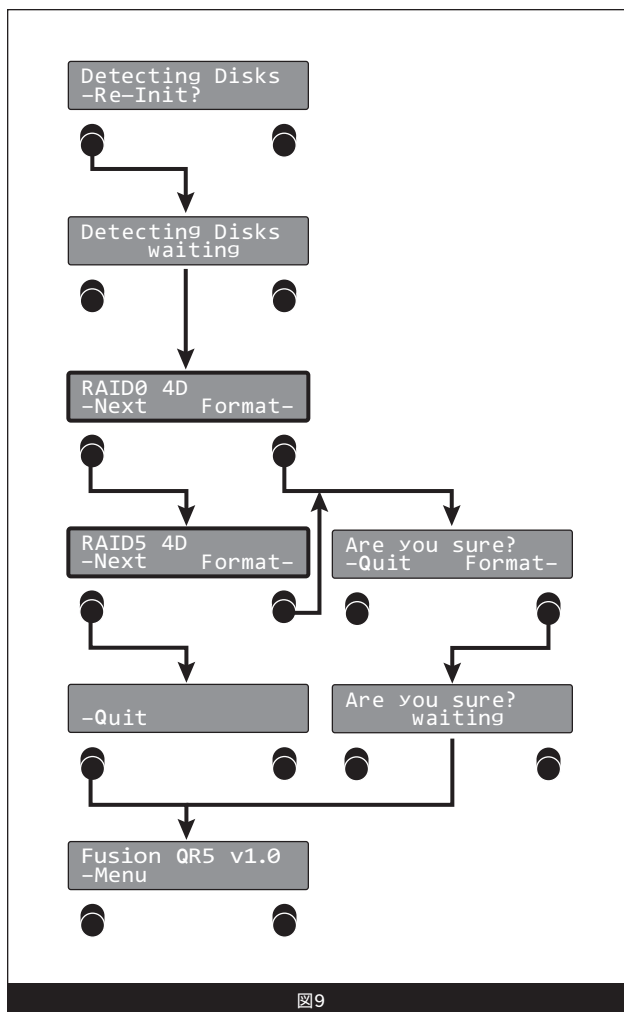 Detecting Disks
–Re–Init?
Detecting Disks
waiting
RAID0 4D
–Next Format–
RAID5 4D
–Next Format–
Are you sure?
–Quit Format–
–Quit
Are you sure?
waiting
Fusion QR5 v1.0
–Menu
図9